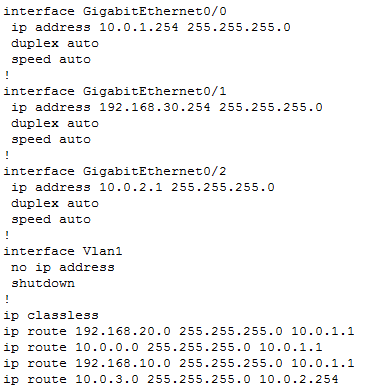 interface GigabitEthernet0/0
 ip address 10.0.1.254 255.255.255.0
 duplex auto
 speed auto
!
interface GigabitEthernet0/1
 ip address 192.168.30.254 255.255.255.0
 duplex auto
 speed auto
!
interface GigabitEthernet0/2
 ip address 10.0.2.1 255.255.255.0
 duplex auto
 speed auto
!
interface Vlan1
 no ip address
 shutdown
!
ip classless
ip route 192.168.20.0 255.255.255.0 10.0.1.1
ip route 10.0.0.0 255.255.255.0 10.0.1.1
ip route 192.168.10.0 255.255.255.0 10.0.1.1
ip route 10.0.3.0 255.255.255.0 10.0.2.254